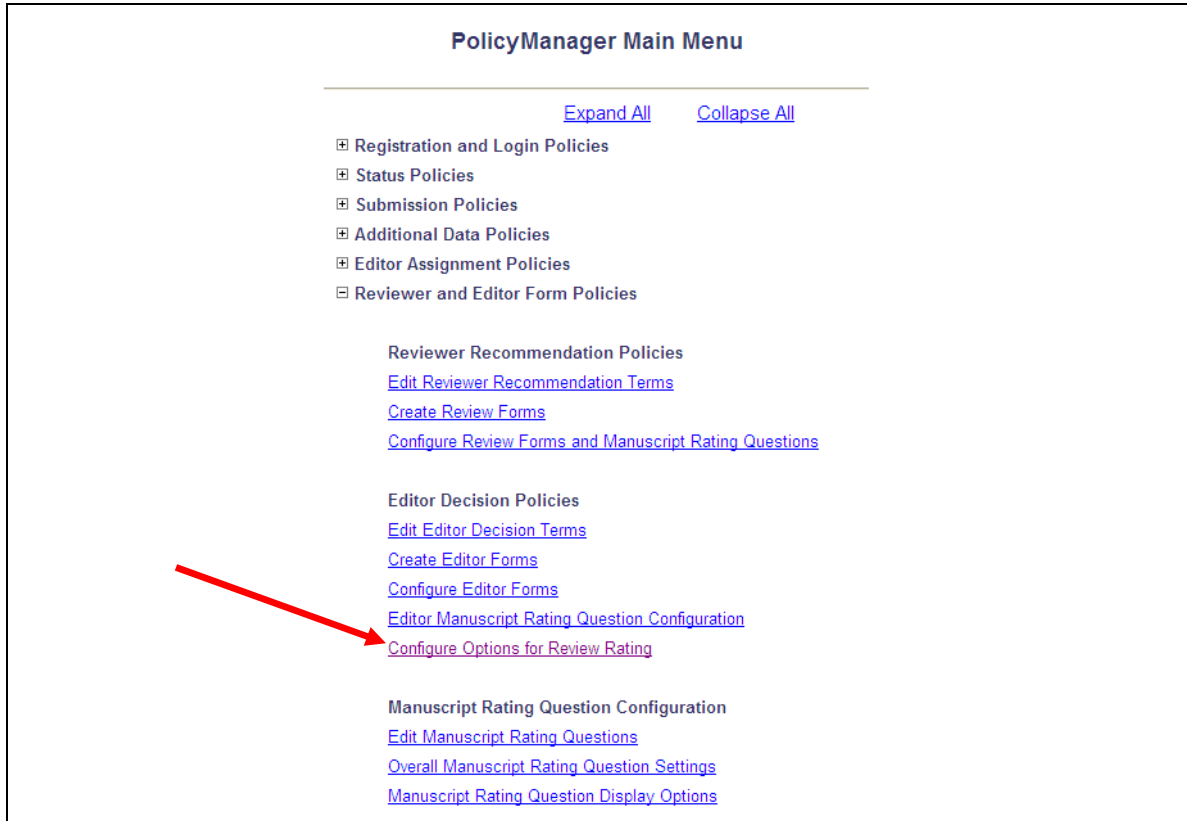 PolicyManager Main Menu
Expand All Collapse All
Registration and Login Policies
Status Policies
Submission Policies
Additional Data Policies
Editor Assignment Policies
Reviewer and Editor Form Policies
Reviewer Recommendation Policies
Edit Reviewer Recommendation Terms
Create Review Forms
Configure Review Forms and Manuscript Rating Questions
Editor Decision Policies
Edit Editor Decision Terms
Create Editor Forms
Configure Editor Forms
Editor Manuscript Rating Question Configuration
Configure Options for Review Rating
Manuscript Rating Question Configuration
Edit Manuscript Rating Questions
Overall Manuscript Rating Question Settings
Manuscript Rating Question Display Options